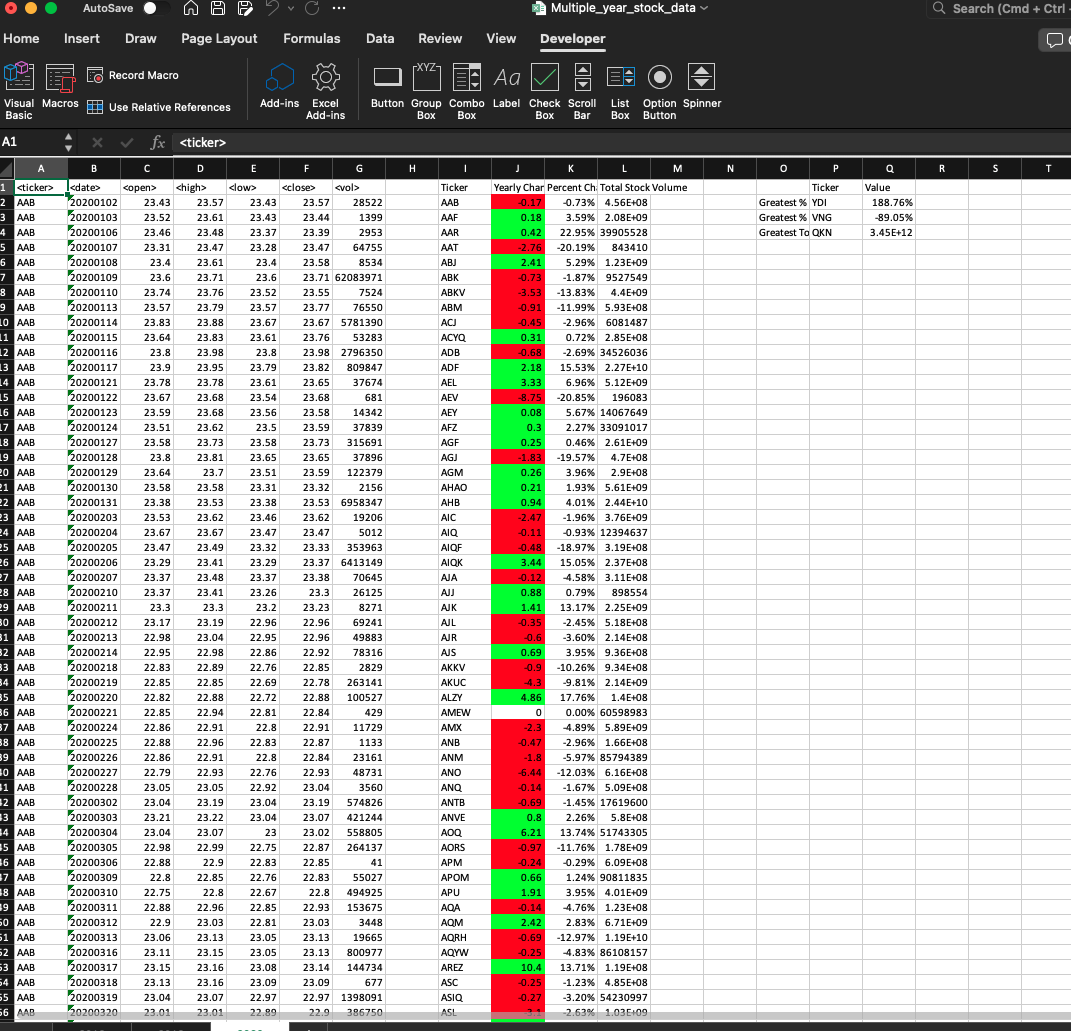 AutoSave Multiple_year_stock_data Search (Cmd + Ctrl
Home Insert Draw Page Layout Formulas Data Review View Developer
Visual Basic Macros Record Macro Use Relative References Add-ins Excel Add-ins Button Group Box Combo Box Label Check Box Scroll Bar List Box Option Button Spinner
A1 fx <ticker>
A B C D E F G H I J K L M N O P Q R S T
1 <ticker> <date> <open> <high> <low> <close> <vol> Ticker Yearly Char Percent Ch Total Stock Volume Ticker Value
2 AAB 20200102 23.43 23.57 23.43 23.57 28522 AAB -0.17 -0.73% 4.56E+08 Greatest % YDI 188.76%
3 AAB 20200103 23.52 23.61 23.43 23.44 1399 AAF 0.18 3.59% 2.08E+09 Greatest % VNG -89.05%
4 AAB 20200106 23.46 23.48 23.37 23.39 2953 AAR 0.42 22.95% 39905528 Greatest To QKN 3.45E+12
5 AAB 20200107 23.31 23.47 23.28 23.47 64755 AAT -2.76 -20.19% 843410
6 AAB 20200108 23.4 23.61 23.4 23.58 8534 ABJ 2.41 5.29% 1.23E+09
7 AAB 20200109 23.6 23.71 23.6 23.71 62083971 ABK -0.73 -1.87% 9527549
8 AAB 20200110 23.74 23.76 23.52 23.55 7524 ABKV -3.53 -13.83% 4.4E+09
9 AAB 20200113 23.57 23.79 23.57 23.77 76550 ABM -0.91 -11.99% 5.93E+08
10 AAB 20200114 23.83 23.88 23.67 23.67 5781390 ACJ -0.45 -2.96% 6081487
11 AAB 20200115 23.64 23.83 23.61 23.76 53283 ACYQ 0.31 0.72% 2.85E+08
12 AAB 20200116 23.8 23.98 23.8 23.98 2796350 ADB -0.68 -2.69% 34526036
13 AAB 20200117 23.9 23.95 23.79 23.82 809847 ADF 2.18 15.53% 2.27E+10
14 AAB 20200121 23.78 23.78 23.61 23.65 37674 AEL 3.33 6.96% 5.12E+09
15 AAB 20200122 23.67 23.68 23.54 23.68 681 AEV -8.75 -20.85% 196083
16 AAB 20200123 23.59 23.68 23.56 23.58 14342 AEY 0.08 5.67% 14067649
17 AAB 20200124 23.51 23.62 23.5 23.59 37839 AFZ 0.3 2.27% 33091017
18 AAB 20200127 23.58 23.73 23.58 23.73 315691 AGF 0.25 0.46% 2.61E+09
19 AAB 20200128 23.8 23.81 23.65 23.65 37896 AGJ -1.83 -19.57% 4.7E+08
20 AAB 20200129 23.64 23.7 23.51 23.59 122379 AGM 0.26 3.96% 2.9E+08
21 AAB 20200130 23.58 23.58 23.31 23.32 2156 AHAO 0.21 1.93% 5.61E+09
22 AAB 20200131 23.38 23.53 23.38 23.53 6958347 AHB 0.94 4.01% 2.44E+10
23 AAB 20200203 23.53 23.62 23.46 23.62 19206 AIC -2.47 -1.96% 3.76E+09
24 AAB 20200204 23.67 23.67 23.47 23.47 5012 AIQ -0.11 -0.93% 12394637
25 AAB 20200205 23.47 23.49 23.32 23.33 353963 AIQF -0.48 -18.97% 3.19E+08
26 AAB 20200206 23.29 23.41 23.29 23.37 6413149 AIQK 3.44 15.05% 2.37E+08
27 AAB 20200207 23.37 23.48 23.37 23.38 70645 AJA -0.12 -4.58% 3.11E+08
28 AAB 20200210 23.37 23.41 23.26 23.3 26125 AJJ 0.88 0.79% 898554
29 AAB 20200211 23.3 23.3 23.2 23.23 8271 AJK 1.41 13.17% 2.25E+09
30 AAB 20200212 23.17 23.19 22.96 22.96 69241 AJL -0.35 -2.45% 5.18E+08
31 AAB 20200213 22.98 23.04 22.95 22.96 49883 AJR -0.6 -3.60% 2.14E+08
32 AAB 20200214 22.95 22.98 22.86 22.92 78316 AJS 0.69 3.95% 9.36E+08
33 AAB 20200218 22.83 22.89 22.76 22.85 2829 AKKV -0.9 -10.26% 9.34E+08
34 AAB 20200219 22.85 22.85 22.69 22.78 263141 AKUC -4.3 -9.81% 2.14E+09
35 AAB 20200220 22.82 22.88 22.72 22.88 100527 ALZY 4.86 17.76% 1.4E+08
36 AAB 20200221 22.85 22.94 22.81 22.84 429 AMEW 0 0.00% 60598983
37 AAB 20200224 22.86 22.91 22.8 22.91 11729 AMX -2.3 -4.89% 5.89E+09
38 AAB 20200225 22.88 22.96 22.83 22.87 1133 ANB -0.47 -2.96% 1.66E+08
39 AAB 20200226 22.86 22.91 22.8 22.84 23161 ANM -1.8 -5.97% 85794389
40 AAB 20200227 22.79 22.93 22.76 22.93 48731 ANO -6.44 -12.03% 6.16E+08
41 AAB 20200228 23.05 23.05 22.92 23.04 3560 ANQ -0.14 -1.67% 5.09E+08
42 AAB 20200302 23.04 23.19 23.04 23.19 574826 ANTB -0.69 -1.45% 17619600
43 AAB 20200303 23.21 23.22 23.04 23.07 421244 ANVE 0.8 2.26% 5.8E+08
44 AAB 20200304 23.04 23.07 23 23.02 558805 AOQ 6.21 13.74% 51743305
45 AAB 20200305 22.98 22.99 22.75 22.87 264137 AORS -0.97 -11.76% 1.78E+09
46 AAB 20200306 22.88 22.9 22.83 22.85 41 APM -0.24 -0.29% 6.09E+08
47 AAB 20200309 22.8 22.85 22.76 22.83 55027 APOM 0.66 1.24% 90811835
48 AAB 20200310 22.75 22.8 22.67 22.8 494925 APU 1.91 3.95% 4.01E+09
49 AAB 20200311 22.88 22.96 22.85 22.93 153675 AQA -0.14 -4.76% 1.23E+08
50 AAB 20200312 22.9 23.03 22.81 23.03 3448 AQM 2.42 2.83% 6.71E+09
51 AAB 20200313 23.06 23.13 23.05 23.13 19665 AQRH -0.69 -12.97% 1.19E+10
52 AAB 20200316 23.11 23.15 23.05 23.13 800977 AQYW -0.25 -4.83% 86108157
53 AAB 20200317 23.15 23.16 23.08 23.14 144734 AREZ 10.4 13.71% 1.19E+08
54 AAB 20200318 23.13 23.16 23.09 23.09 677 ASC -0.25 -1.23% 4.85E+08
55 AAB 20200319 23.04 23.07 22.97 22.97 1398091 ASIQ -0.27 -3.20% 54230997
56 AAB 20200320 23.01 23.01 22.89 22.9 386750 ASL -3.1 -2.63% 1.03E+09